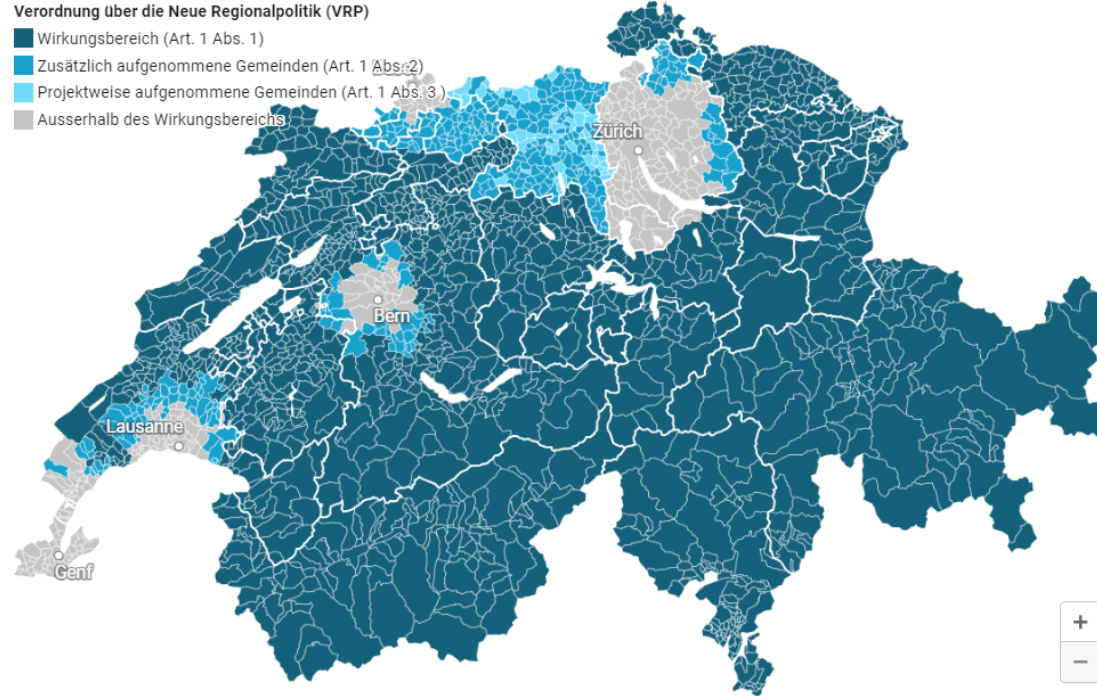 Verordnung über die Neue Regionalpolitik (VRP)
Wirkungsbereich (Art. 1 Abs. 1)
Zusätzlich aufgenommene Gemeinden (Art. 1 Abs. 2)
Projektweise aufgenommene Gemeinden (Art. 1 Abs. 3)
Ausserhalb des Wirkungsbereichs
Zürich
Bern
Lausanne
Genf
+
−